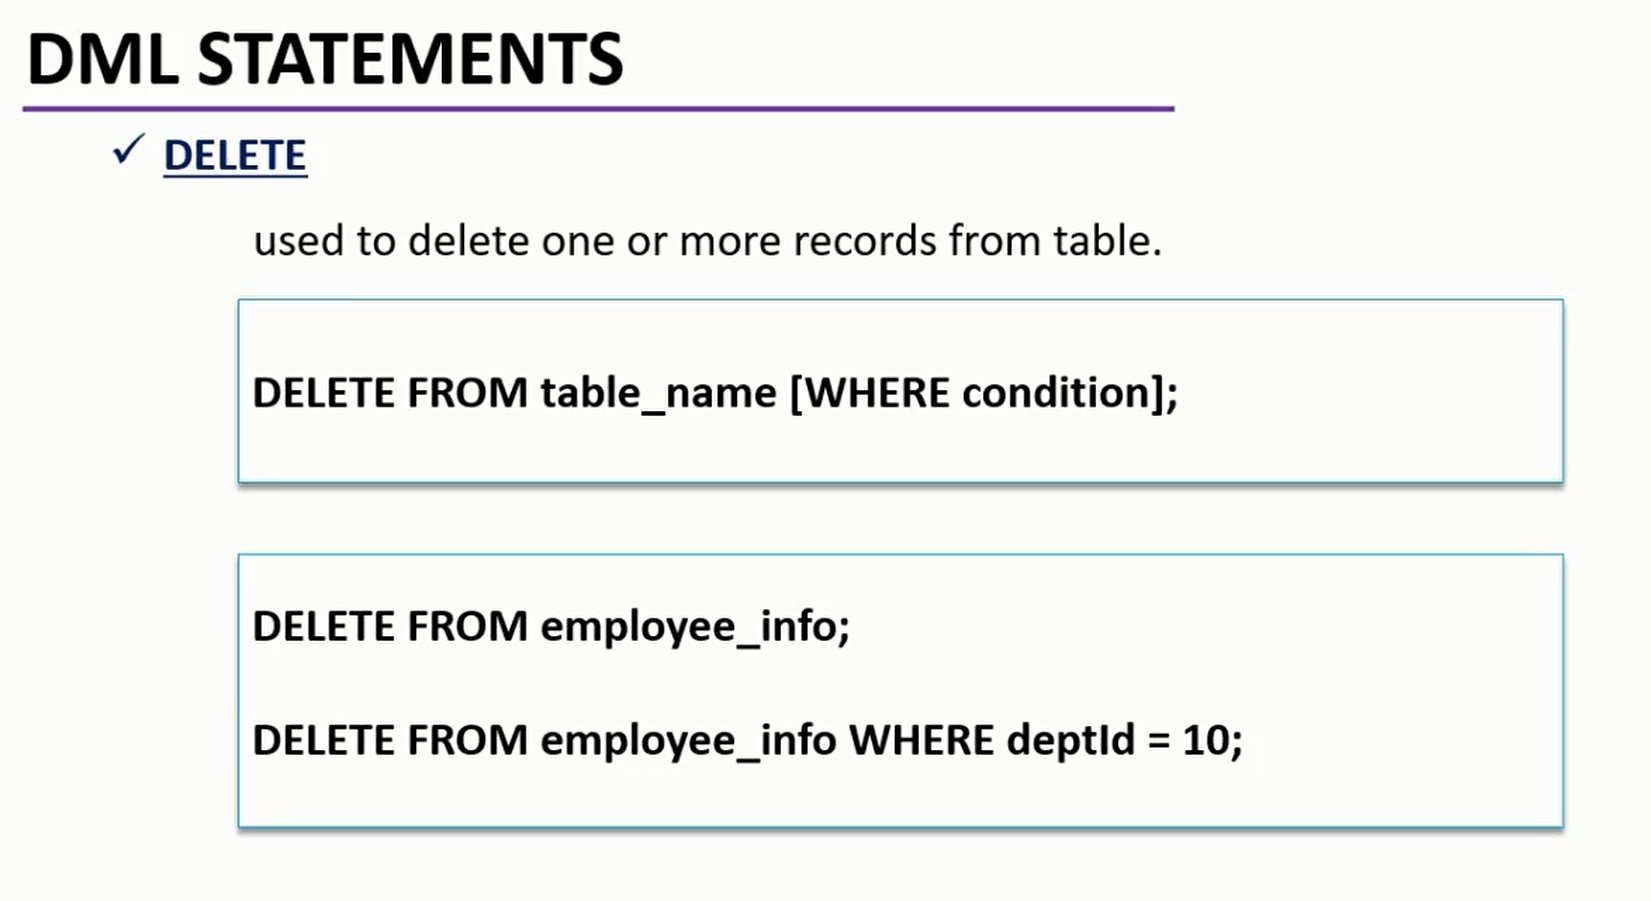 DML STATEMENTS
✓ DELETE
used to delete one or more records from table.
DELETE FROM table_name [WHERE condition];
DELETE FROM employee_info;
DELETE FROM employee_info WHERE deptId = 10;